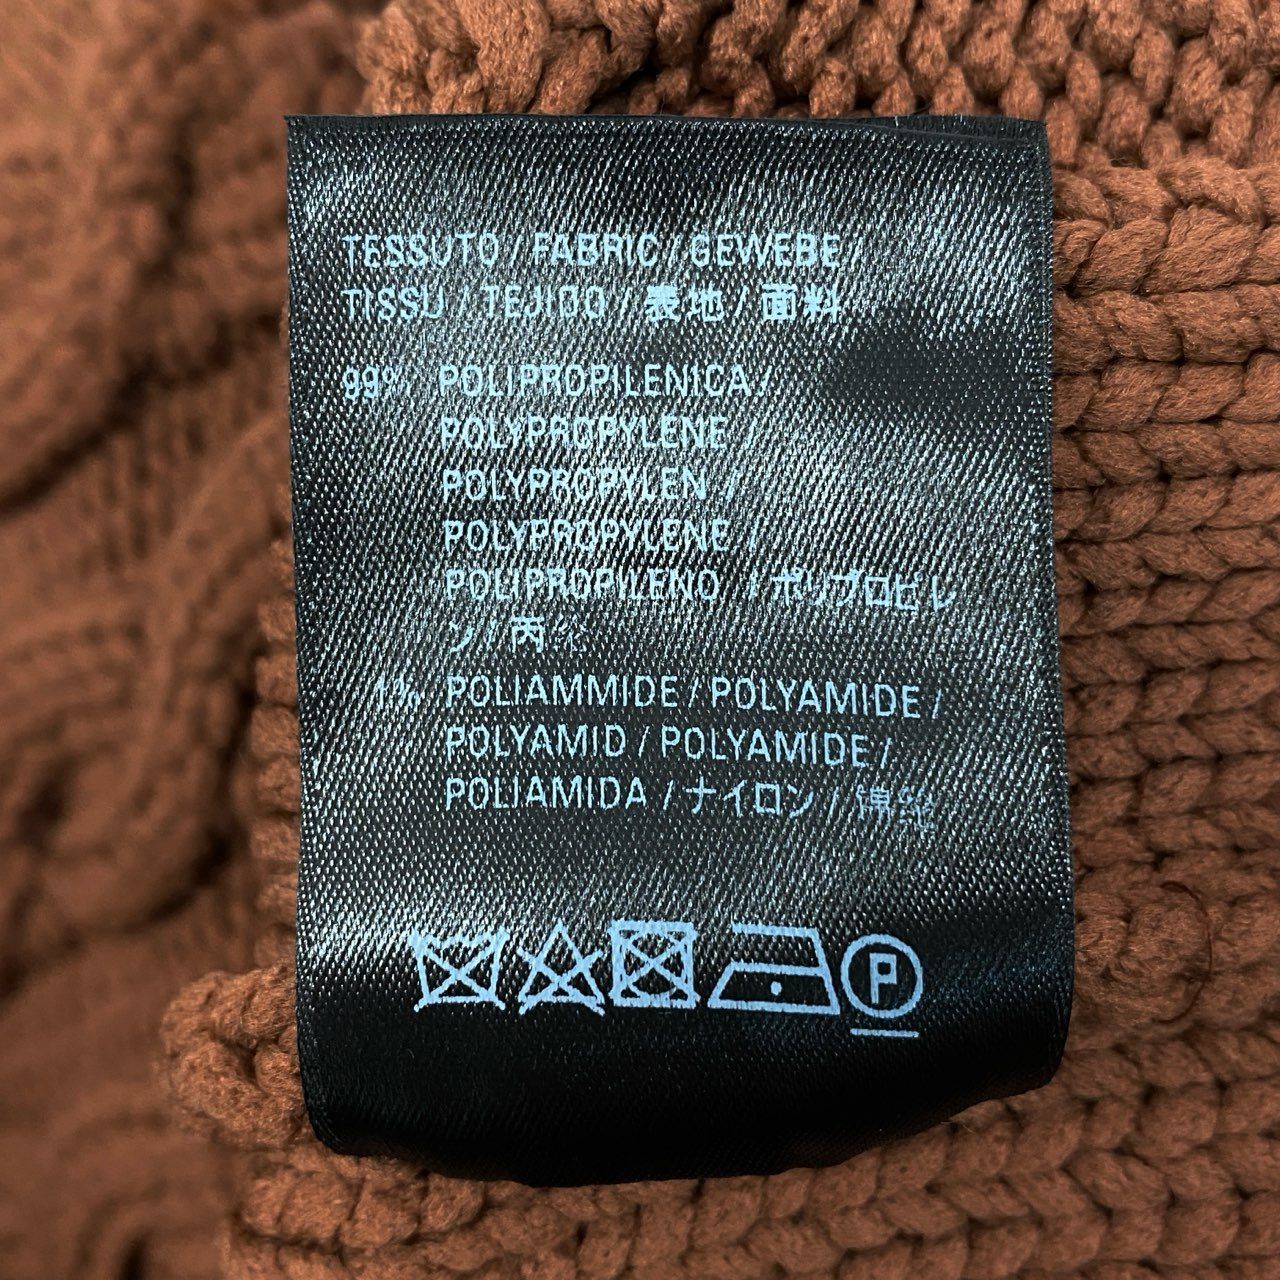 TESSUTO / FABRIC / GEWEBE /
TISSU / TEJIDO / 表地 / 面料
99% POLIPROPILENICA /
POLYPROPYLENE /
POLYPROPYLEN /
POLYPROPYLENE /
POLIPROPILENO / ポリプロピレ
ン / 丙纶
1% POLIAMMIDE / POLYAMIDE /
POLYAMID / POLYAMIDE /
POLIAMIDA / ナイロン / 锦纶
P